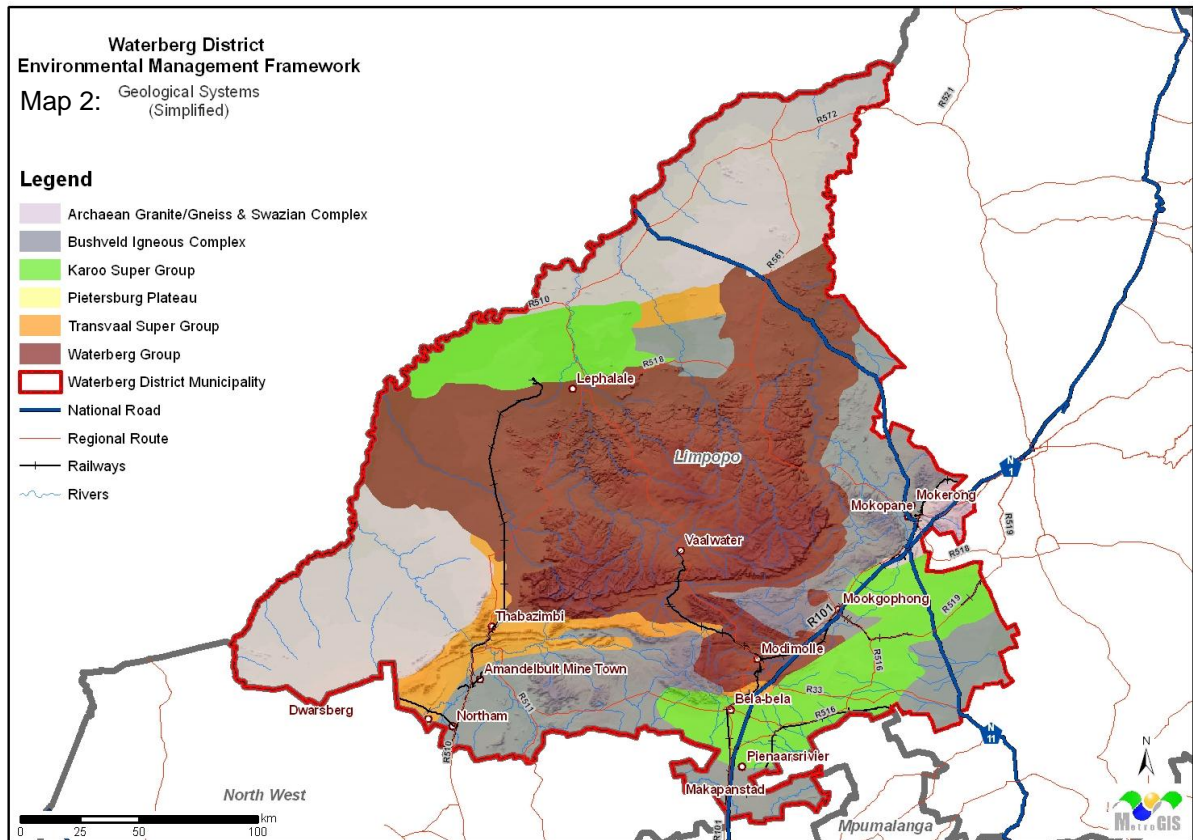 Waterberg District
Environmental Management Framework
Map 2: Geological Systems
(Simplified)
Legend
Archaean Granite/Gneiss & Swazian Complex
Bushveld Igneous Complex
Karoo Super Group
Pietersburg Plateau
Transvaal Super Group
Waterberg Group
Waterberg District Municipality
National Road
Regional Route
Railways
Rivers
R521
R572
R561
R510
R518
Lephalale
Limpopo
N
1
Mokerong
Mokopane
R519
R518
Vaalwater
Mookgophong
R519
R101
Thabazimbi
Modimolle
R516
Amandelbult Mine Town
R33
Bela-bela
R511
R516
Dwarsberg
Northam
N
11
R510
Pienaarsrivier
Makapanstad
North West
R101
Mpumalanga
N
km
0 25 50 100
MetroGIS